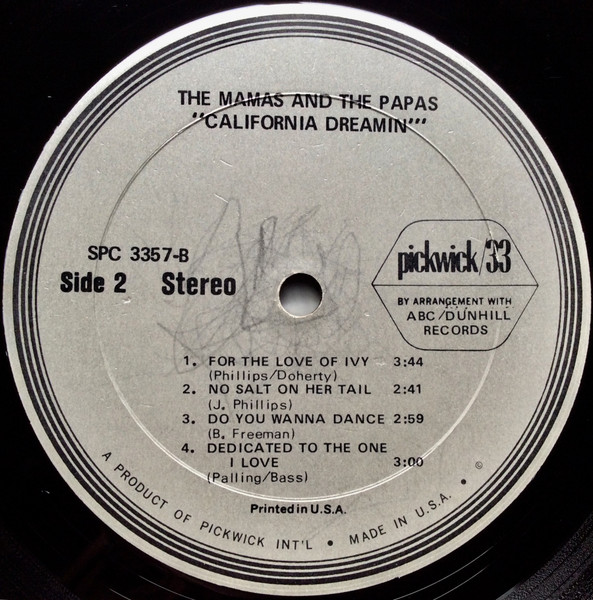 THE MAMAS AND THE PAPAS
"CALIFORNIA DREAMIN'"
SPC 3357-B
Side 2 Stereo
pickwick/33
BY ARRANGEMENT WITH
ABC/DUNHILL
RECORDS
1. FOR THE LOVE OF IVY 3:44
(Phillips/Doherty)
2. NO SALT ON HER TAIL 2:41
(J. Phillips)
3. DO YOU WANNA DANCE 2:59
(B. Freeman)
4. DEDICATED TO THE ONE
I LOVE 3:00
(Palling/Bass)
Printed in U.S.A.
A PRODUCT OF PICKWICK INT'L • MADE IN U.S.A. • ©